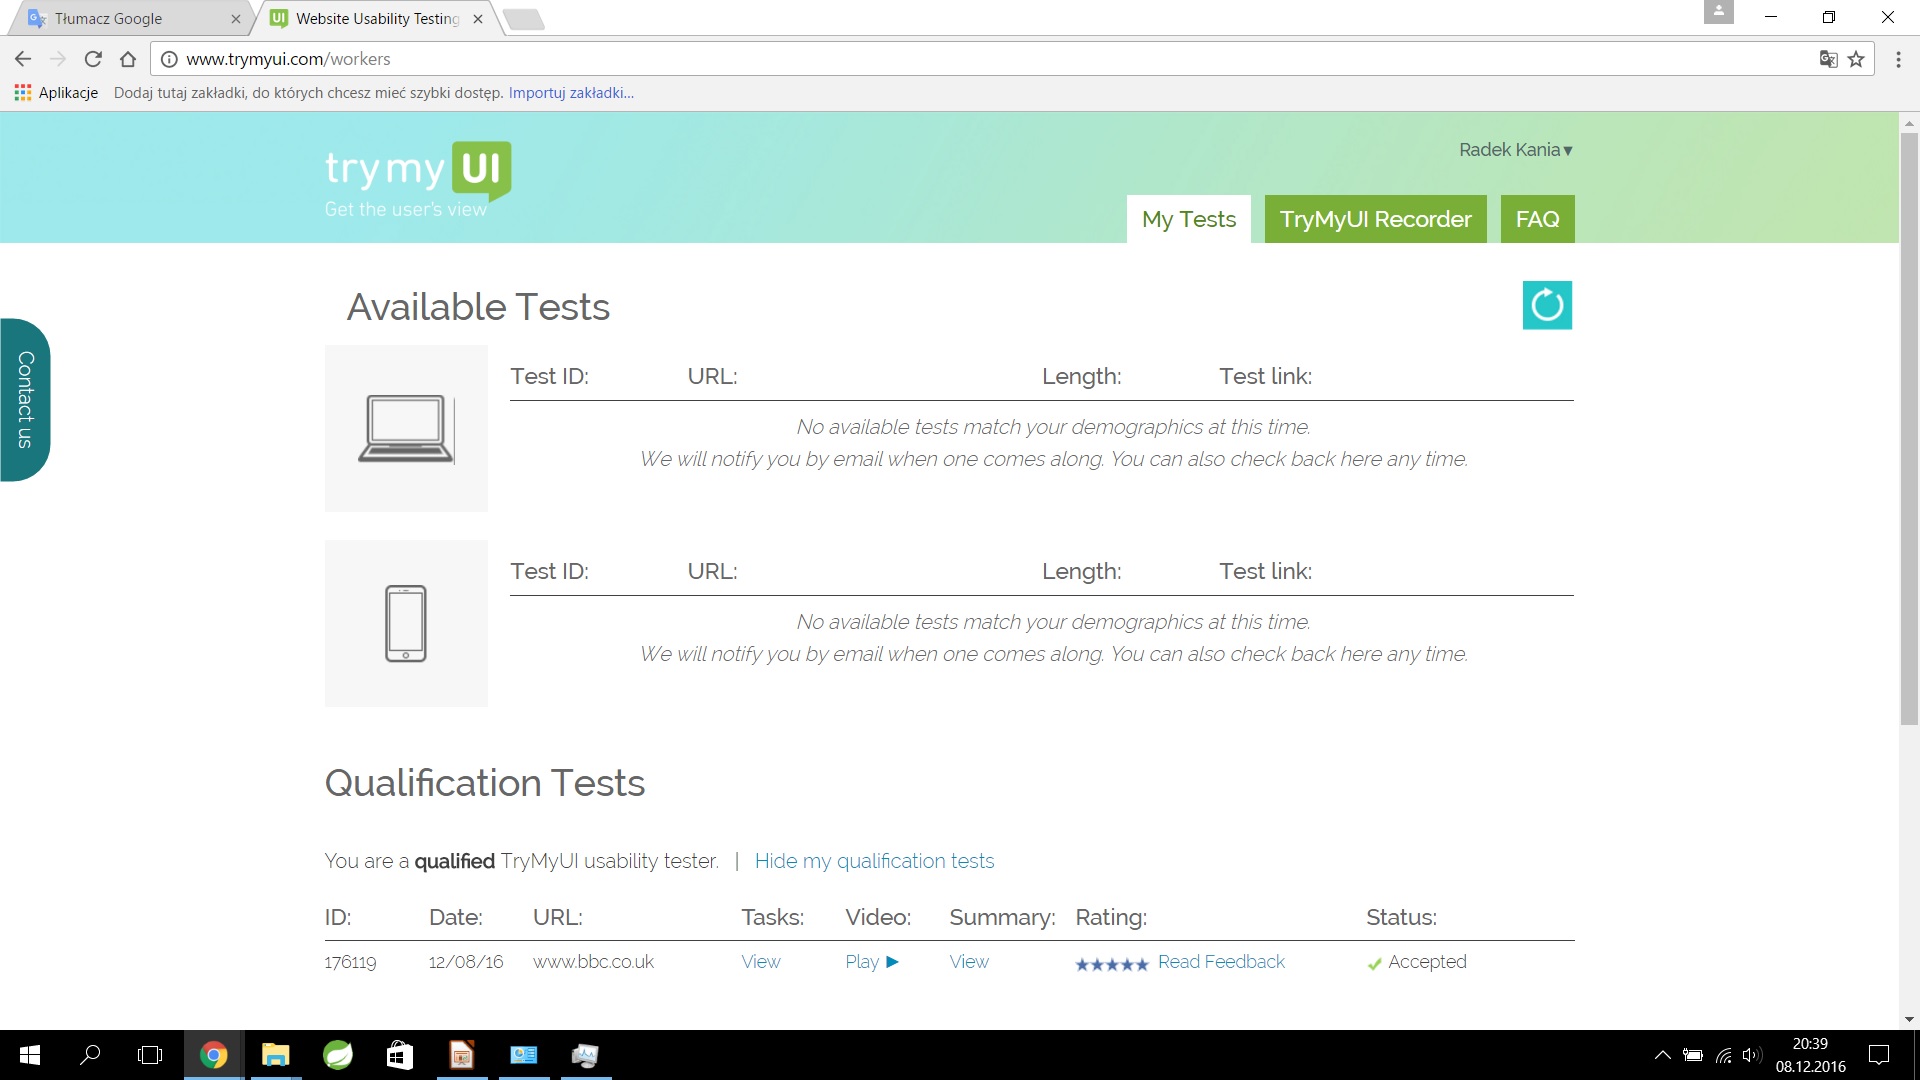 Tłumacz Google
Website Usability Testing
www.trymyui.com/workers
Aplikacje Dodaj tutaj zakładki, do których chcesz mieć szybki dostęp. Importuj zakładki...
Radek Kania▾
try my UI
Get the user's view
My Tests TryMyUI Recorder FAQ
Available Tests
Contact us
Test ID: URL: Length: Test link:
No available tests match your demographics at this time.
We will notify you by email when one comes along. You can also check back here any time.
Test ID: URL: Length: Test link:
No available tests match your demographics at this time.
We will notify you by email when one comes along. You can also check back here any time.
Qualification Tests
You are a qualified TryMyUI usability tester. | Hide my qualification tests
ID: Date: URL: Tasks: Video: Summary: Rating: Status:
176119 12/08/16 www.bbc.co.uk View Play ► View ★★★★★ Read Feedback ✓ Accepted
20:39
08.12.2016